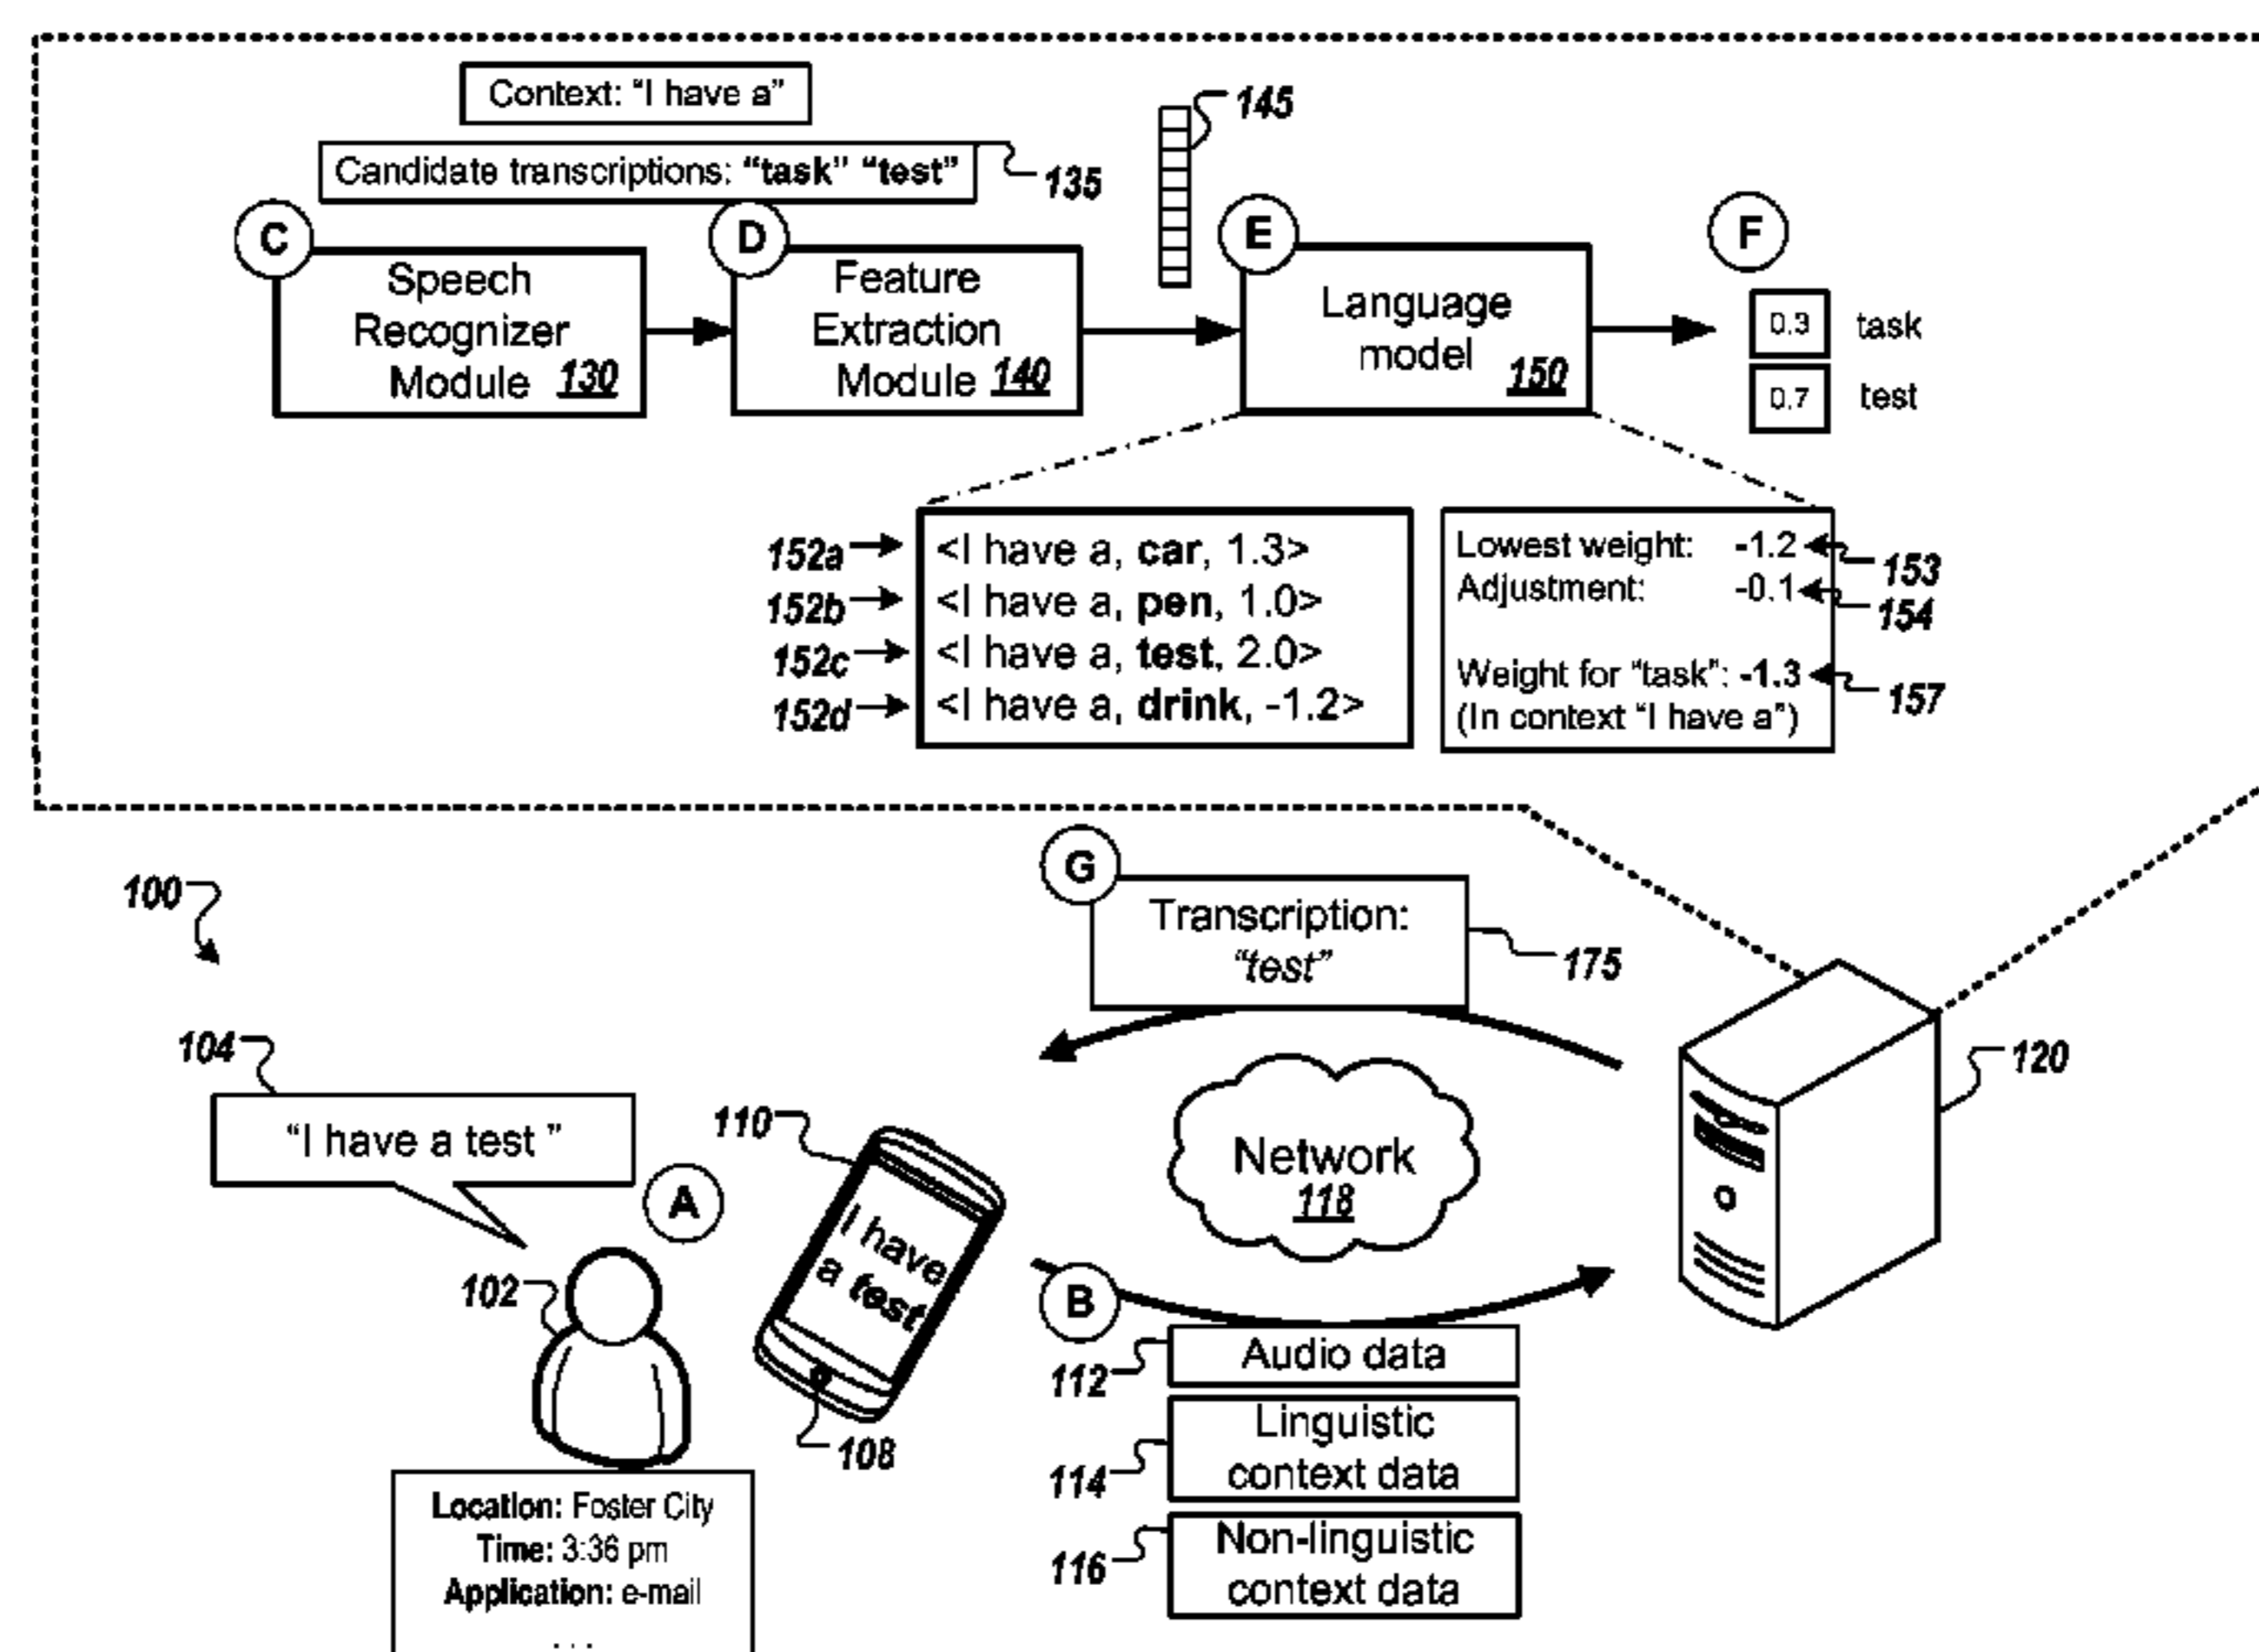 Context: “I have a”
145
Candidate transcriptions: “task” “test”
135
C
D
E
F
Speech
Recognizer
Module 130
Feature
Extraction
Module 140
Language
model 150
0.3 task
0.7 test
152a <I have a, car, 1.3>
152b <I have a, pen, 1.0>
152c <I have a, test, 2.0>
152d <I have a, drink, -1.2>
Lowest weight: -1.2
153
Adjustment: -0.1
154
Weight for “task”: -1.3
157
(In context “I have a”)
G
100
Transcription:
“test”
175
104
120
“I have a test ”
110
A
Network
118
I have
a test
102
B
108
112
Audio data
114
Linguistic
context data
116
Non-linguistic
context data
Location: Foster City
Time: 3:36 pm
Application: e-mail
. . .